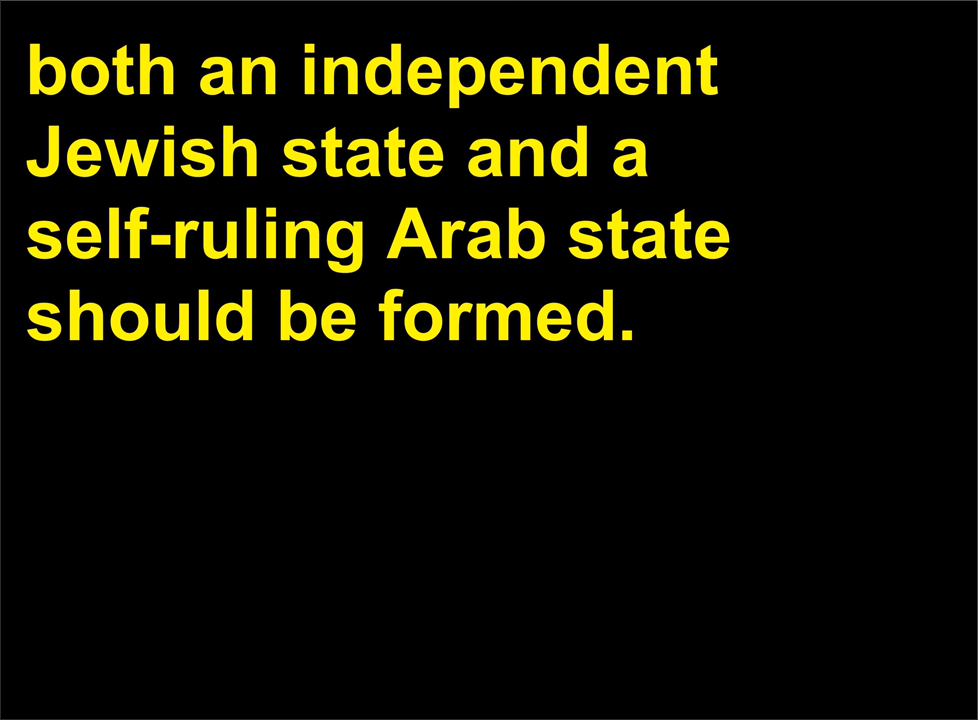 both an independent
Jewish state and a
self-ruling Arab state
should be formed.